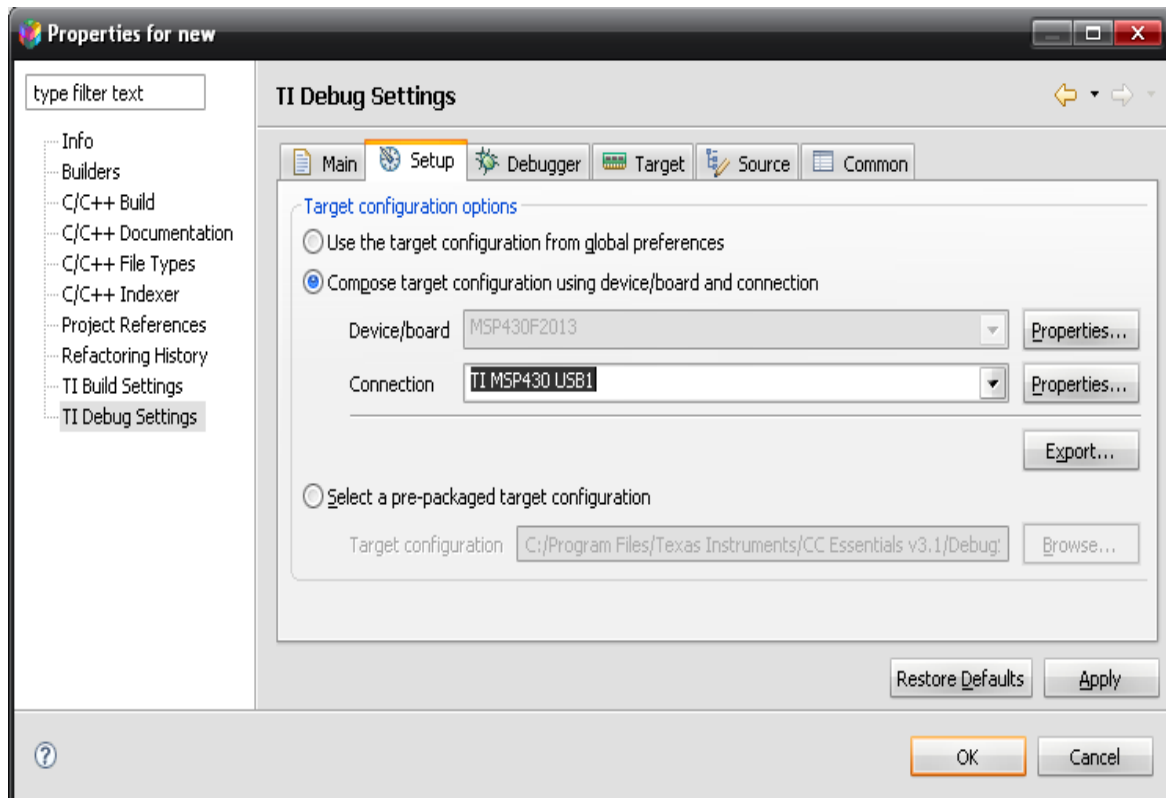 Properties for new
type filter text
TI Debug Settings
Info
Builders
C/C++ Build
C/C++ Documentation
C/C++ File Types
C/C++ Indexer
Project References
Refactoring History
TI Build Settings
TI Debug Settings
Main Setup Debugger Target Source Common
Target configuration options
Use the target configuration from global preferences
Compose target configuration using device/board and connection
Device/board MSP430F2013 Properties...
Connection TI MSP430 USB1 Properties...
Export...
Select a pre-packaged target configuration
Target configuration C:/Program Files/Texas Instruments/CC Essentials v3.1/Debug Browse...
Restore Defaults Apply
? OK Cancel